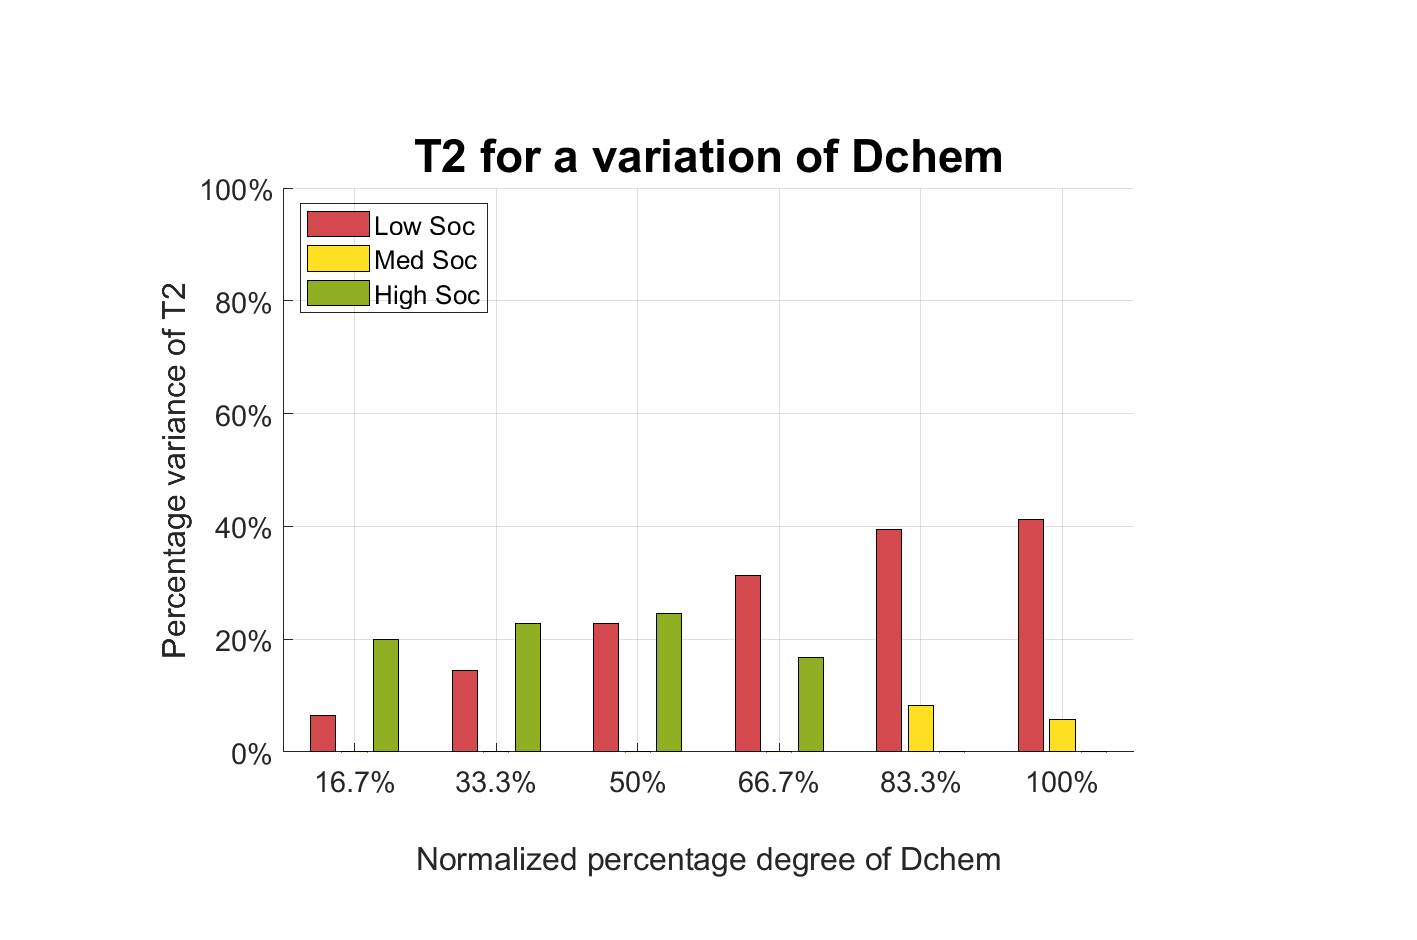 T2 for a variation of Dchem
100%
80%
60%
40%
20%
0%
Percentage variance of T2
Low Soc
Med Soc
High Soc
16.7% 33.3% 50% 66.7% 83.3% 100%
Normalized percentage degree of Dchem